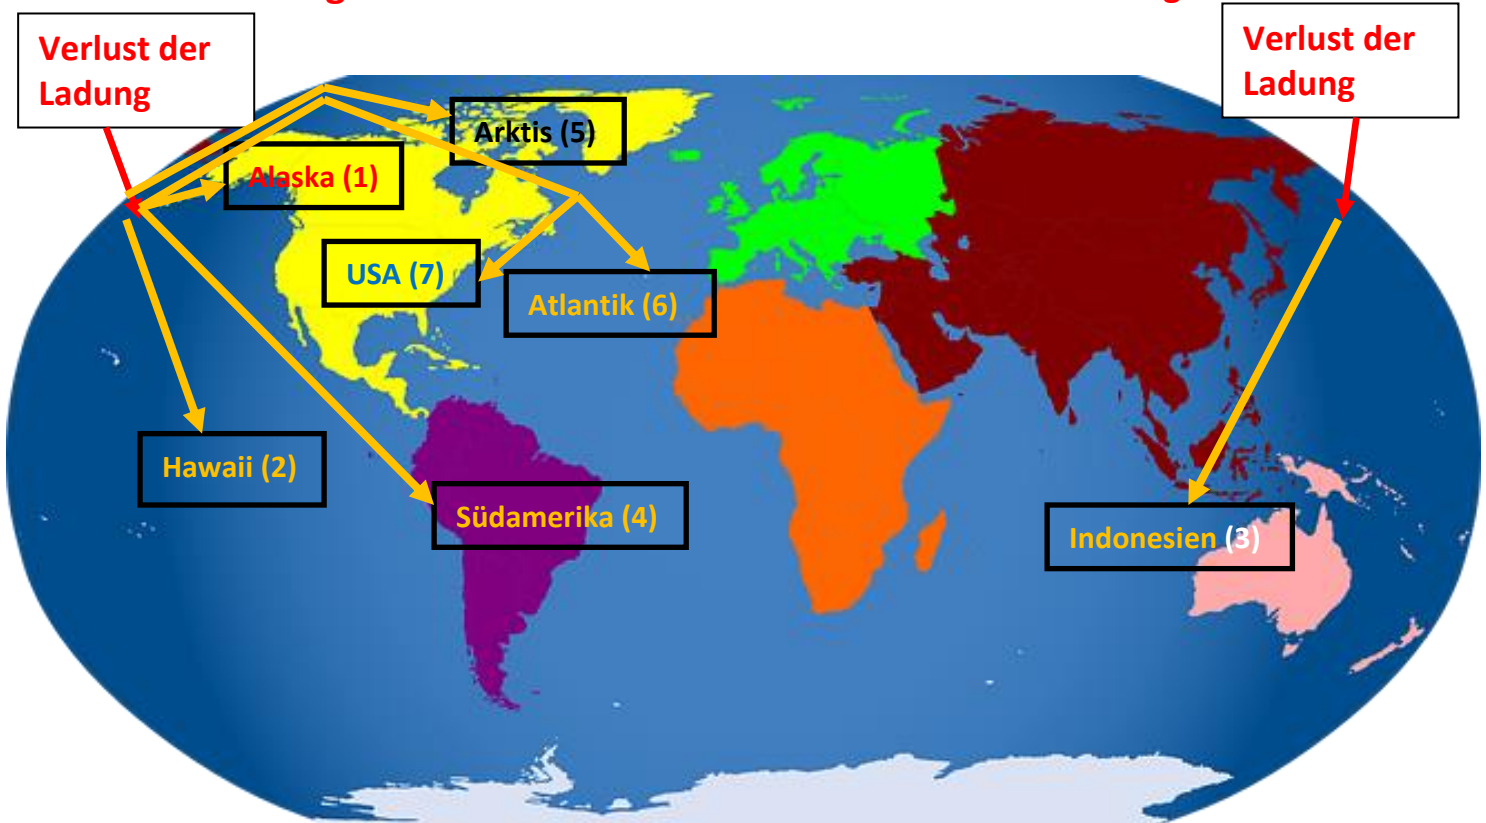 Verlust der
Ladung
Verlust der
Ladung
Arktis (5)
Alaska (1)
USA (7)
Atlantik (6)
Hawaii (2)
Südamerika (4)
Indonesien (3)